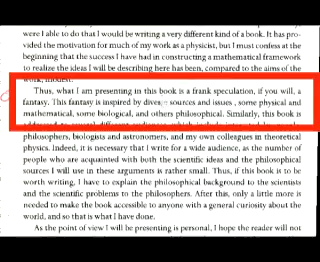 were I able to do that I would be writing a very different kind of a book. It has pro-
vided the motivation for much of my work as a physicist, but I must confess at the
beginning that the success I have had in constructing a mathematical framework
to realize the ideas I will be describing here has been, compared to the aims of the
work, modest.
Thus, what I am presenting in this book is a frank speculation, if you will, a
fantasy. This fantasy is inspired by diverse sources and issues, some physical and
mathematical, some biological, and others philosophical. Similarly, this book is
philosophers, biologists and astronomers, and my own colleagues in theoretical
physics. Indeed, it is necessary that I write for a wide audience, as the number of
people who are acquainted with both the scientific ideas and the philosophical
sources I will use in these arguments is rather small. Thus, if this book is to be
worth writing, I have to explain the philosophical background to the scientists
and the scientific problems to the philosophers. After this, only a little more is
needed to make the book accessible to anyone with a general curiosity about the
world, and so that is what I have done.
As the point of view I will be presenting is personal, I hope the reader will not